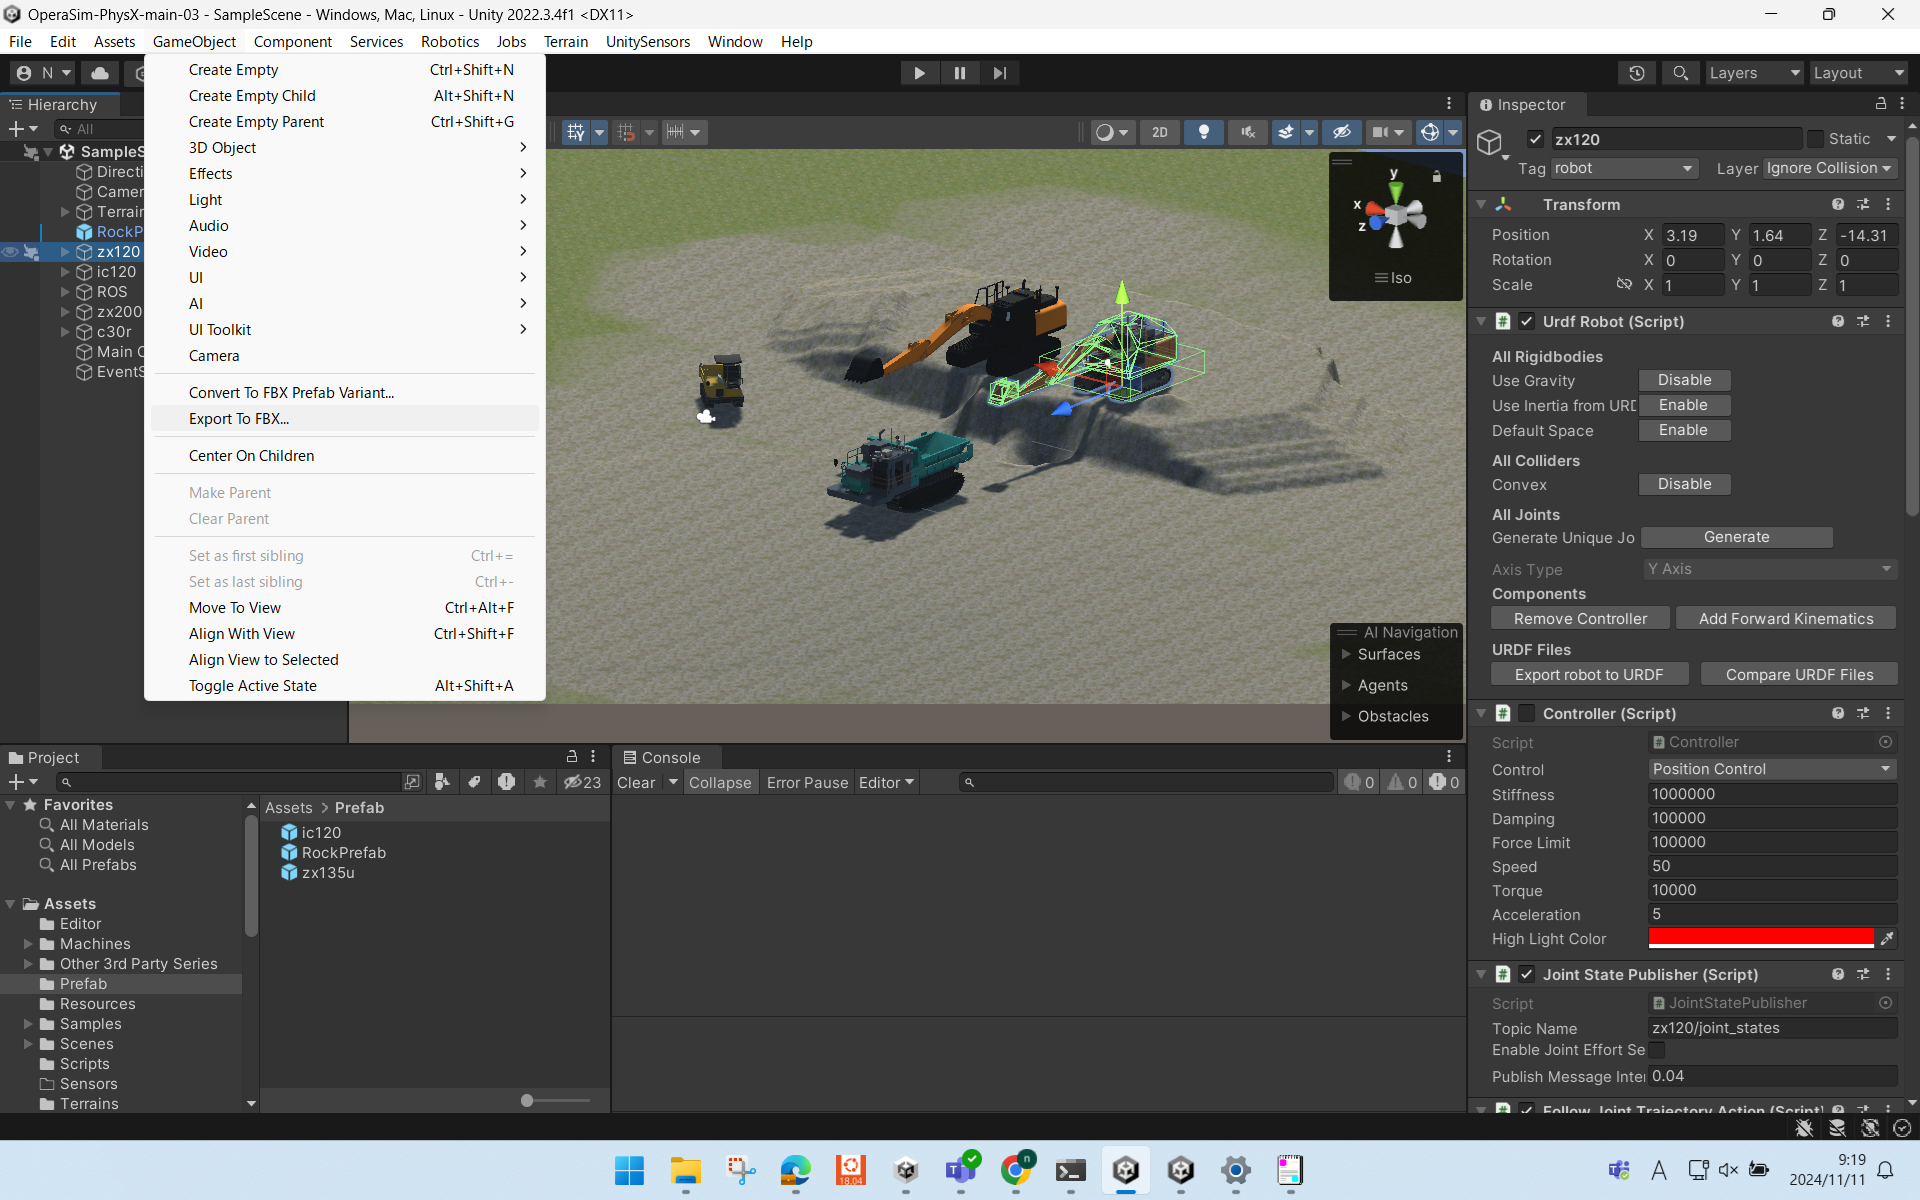 OperaSim-PhysX-main-03 - SampleScene - Windows, Mac, Linux - Unity 2022.3.4f1 <DX11>
File Edit Assets GameObject Component Services Robotics Jobs Terrain UnitySensors Window Help
N
Layers
Layout
Create Empty Ctrl+Shift+N
Create Empty Child Alt+Shift+N
Create Empty Parent Ctrl+Shift+G
3D Object
Effects
Light
Audio
Video
UI
AI
UI Toolkit
Camera
Convert To FBX Prefab Variant...
Export To FBX...
Center On Children
Make Parent
Clear Parent
Set as first sibling Ctrl+=
Set as last sibling Ctrl+-
Move To View Ctrl+Alt+F
Align With View Ctrl+Shift+F
Align View to Selected
Toggle Active State Alt+Shift+A
Hierarchy
All
SampleS
Directi
Camer
Terrain
RockP
zx120
ic120
ROS
zx200
c30r
Main C
EventS
2D
y
x
z
Iso
AI Navigation
Surfaces
Agents
Obstacles
Inspector
zx120 Static
Tag robot Layer Ignore Collision
Transform
Position X 3.19 Y 1.64 Z -14.31
Rotation X 0 Y 0 Z 0
Scale X 1 Y 1 Z 1
Urdf Robot (Script)
All Rigidbodies
Use Gravity Disable
Use Inertia from URD Enable
Default Space Enable
All Colliders
Convex Disable
All Joints
Generate Unique Jo Generate
Axis Type Y Axis
Components
Remove Controller Add Forward Kinematics
URDF Files
Export robot to URDF Compare URDF Files
Controller (Script)
Script Controller
Control Position Control
Stiffness 1000000
Damping 100000
Force Limit 100000
Speed 50
Torque 10000
Acceleration 5
High Light Color
Joint State Publisher (Script)
Script JointStatePublisher
Topic Name zx120/joint_states
Enable Joint Effort Se
Publish Message Inter 0.04
Follow Joint Trajectory Action (Script)
Project
23
Favorites
All Materials
All Models
All Prefabs
Assets
Editor
Machines
Other 3rd Party Series
Prefab
Resources
Samples
Scenes
Scripts
Sensors
Terrains
Assets > Prefab
ic120
RockPrefab
zx135u
Console
Clear Collapse Error Pause Editor 0 0 0
18.04
n
A
9:19
2024/11/11